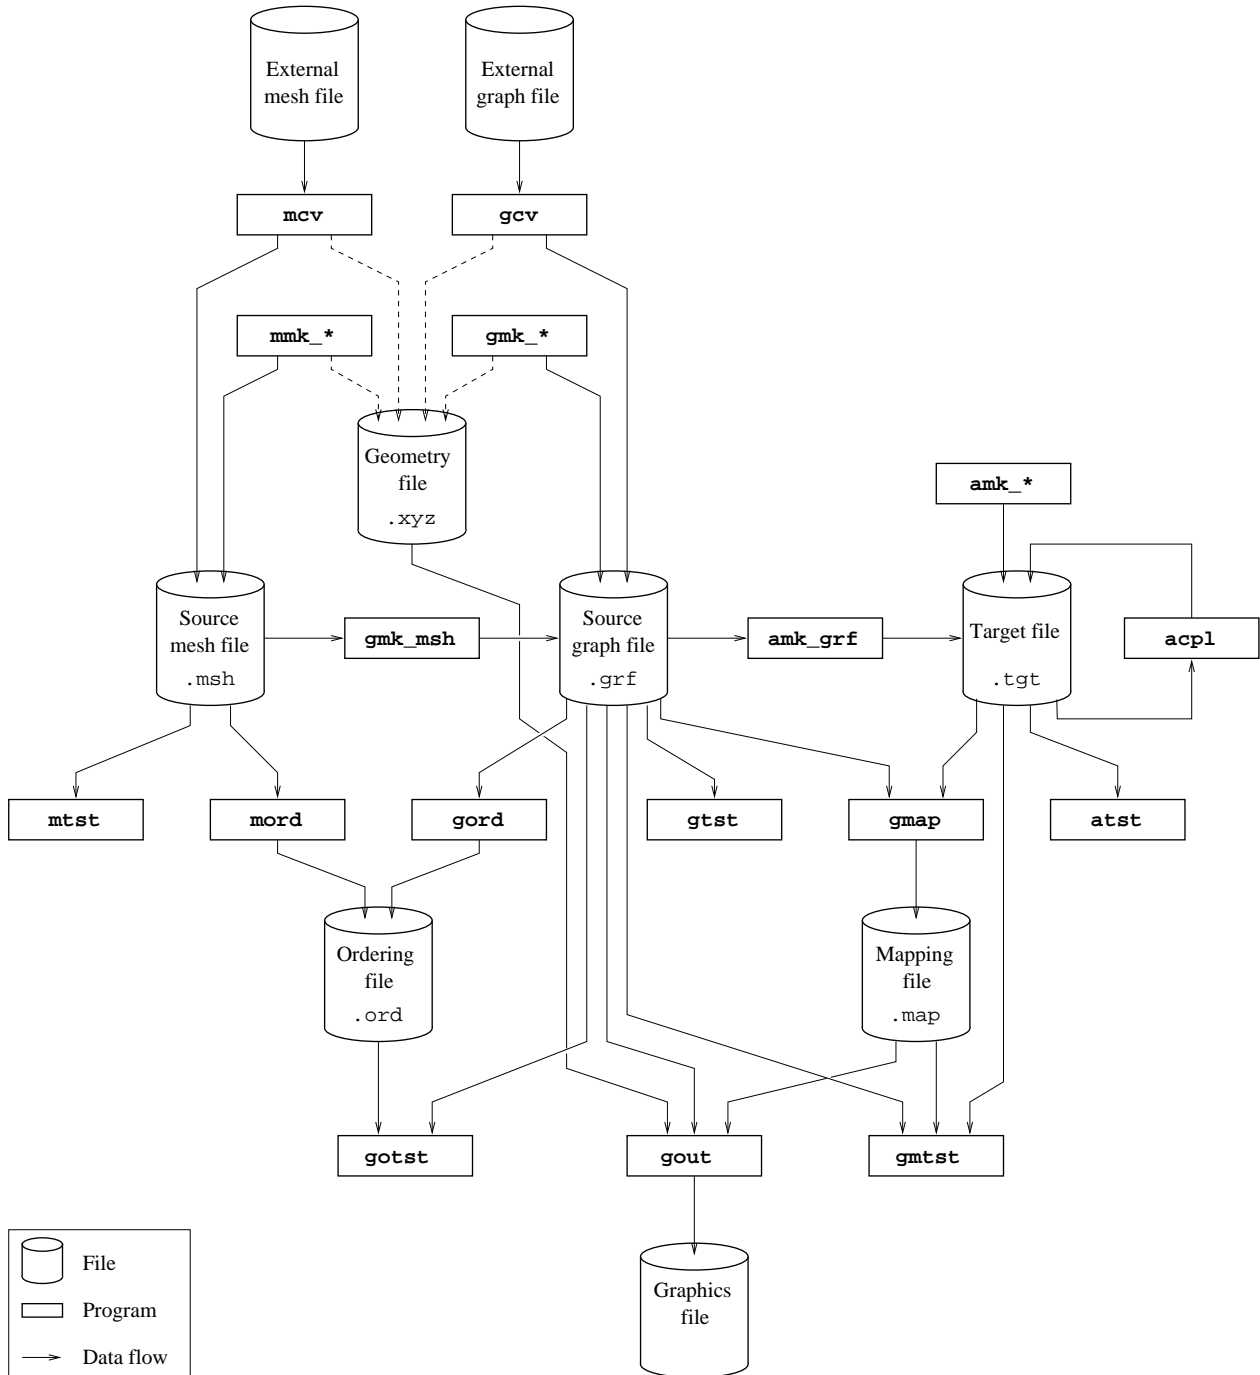 External
mesh file
External
graph file
mcv
gcv
mmk_*
gmk_*
Geometry
file
.xyz
amk_*
Source
mesh file
.msh
gmk_msh
Source
graph file
.grf
amk_grf
Target file
.tgt
acpl
mtst
mord
gord
gtst
gmap
atst
Ordering
file
.ord
Mapping
file
.map
gotst
gout
gmtst
File
Program
Data flow
Graphics
file